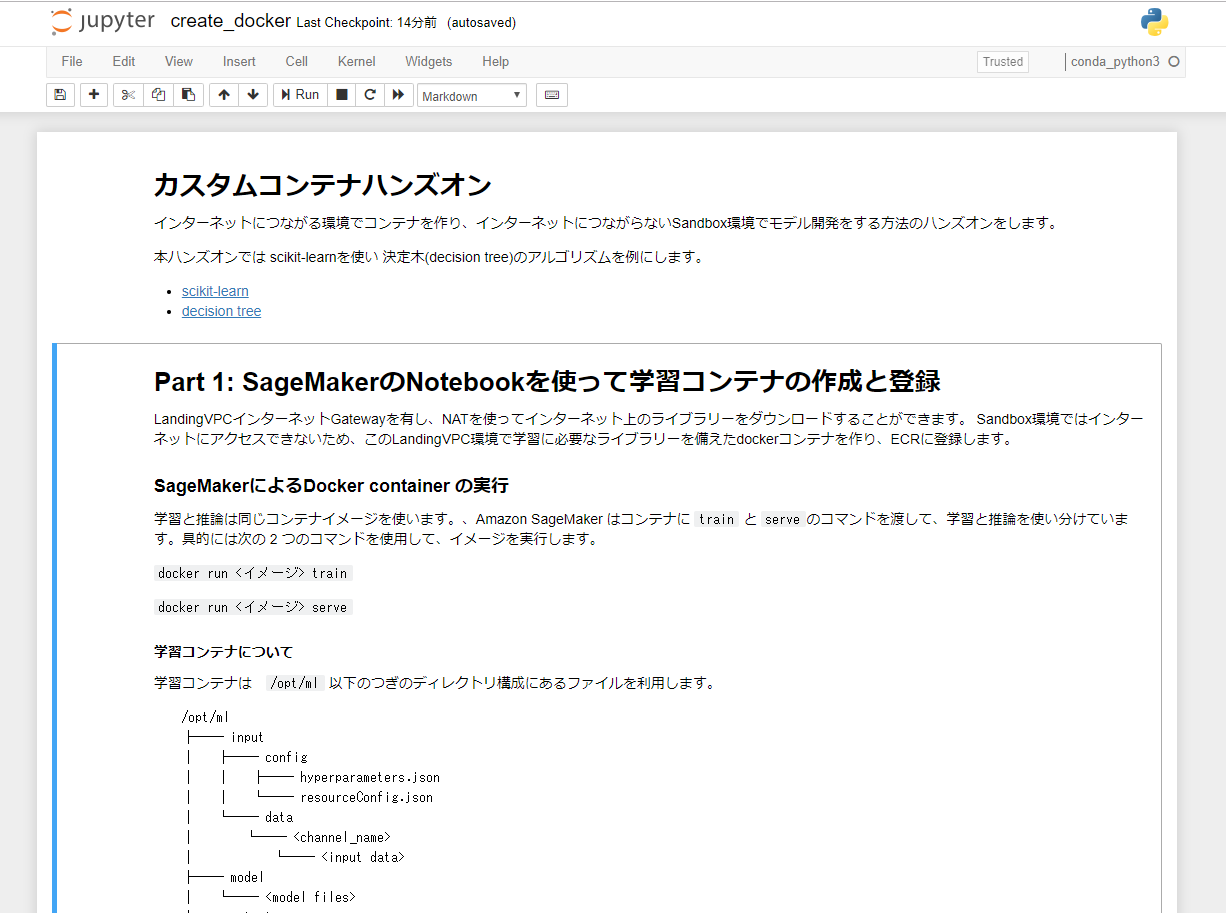 jupyter create_docker Last Checkpoint: 14分前 (autosaved)
File Edit View Insert Cell Kernel Widgets Help Trusted conda_python3
Run Markdown
カスタムコンテナハンズオン
インターネットにつながる環境でコンテナを作り、インターネットにつながらないSandbox環境でモデル開発をする方法のハンズオンをします。
本ハンズオンでは scikit-learnを使い 決定木(decision tree)のアルゴリズムを例にします。
• scikit-learn
• decision tree
Part 1: SageMakerのNotebookを使って学習コンテナの作成と登録
LandingVPCインターネットGatewayを有し、NATを使ってインターネット上のライブラリーをダウンロードすることができます。 Sandbox環境ではインター
ネットにアクセスできないため、このLandingVPC環境で学習に必要なライブラリーを備えたdockerコンテナを作り、ECRに登録します。
SageMakerによるDocker container の実行
学習と推論は同じコンテナイメージを使います。、Amazon SageMaker はコンテナに train と serve のコマンドを渡して、学習と推論を使い分けていま
す。具的には次の 2 つのコマンドを使用して、イメージを実行します。
docker run <イメージ> train
docker run <イメージ> serve
学習コンテナについて
学習コンテナは /opt/ml 以下のつぎのディレクトリ構成にあるファイルを利用します。
/opt/ml
├── input
│   ├── config
│   │   ├── hyperparameters.json
│   │   └── resourceConfig.json
│   └── data
│       └── <channel_name>
│           └── <input data>
├── model
│   └── <model files>